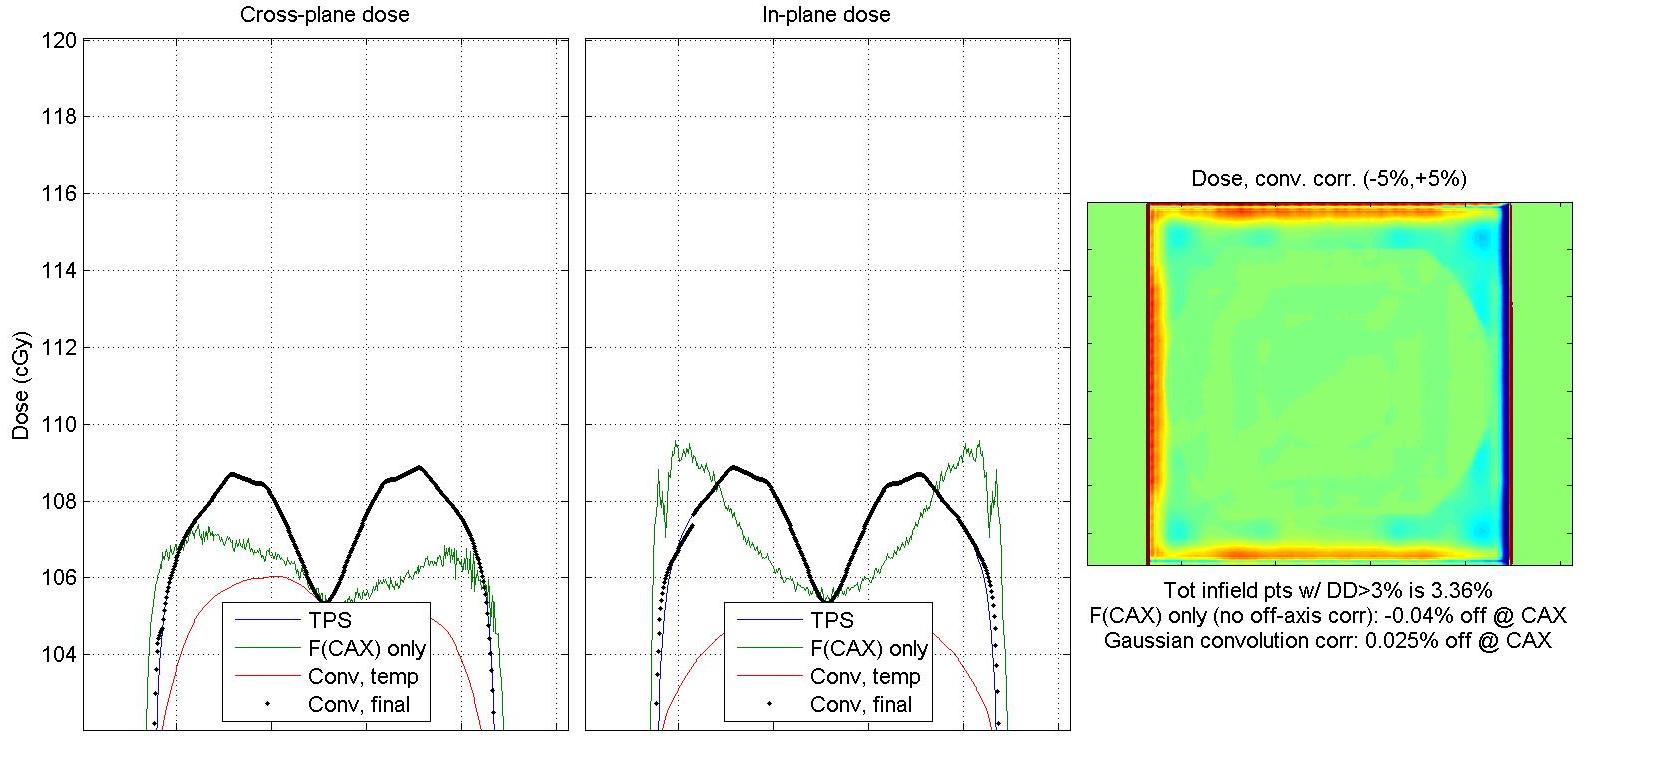 Cross-plane dose
In-plane dose
120
118
116
114
112
110
108
106
104
Dose (cGy)
TPS
F(CAX) only
Conv, temp
Conv, final
TPS
F(CAX) only
Conv, temp
Conv, final
Dose, conv. corr. (-5%,+5%)
Tot infield pts w/ DD>3% is 3.36%
F(CAX) only (no off-axis corr): -0.04% off @ CAX
Gaussian convolution corr: 0.025% off @ CAX